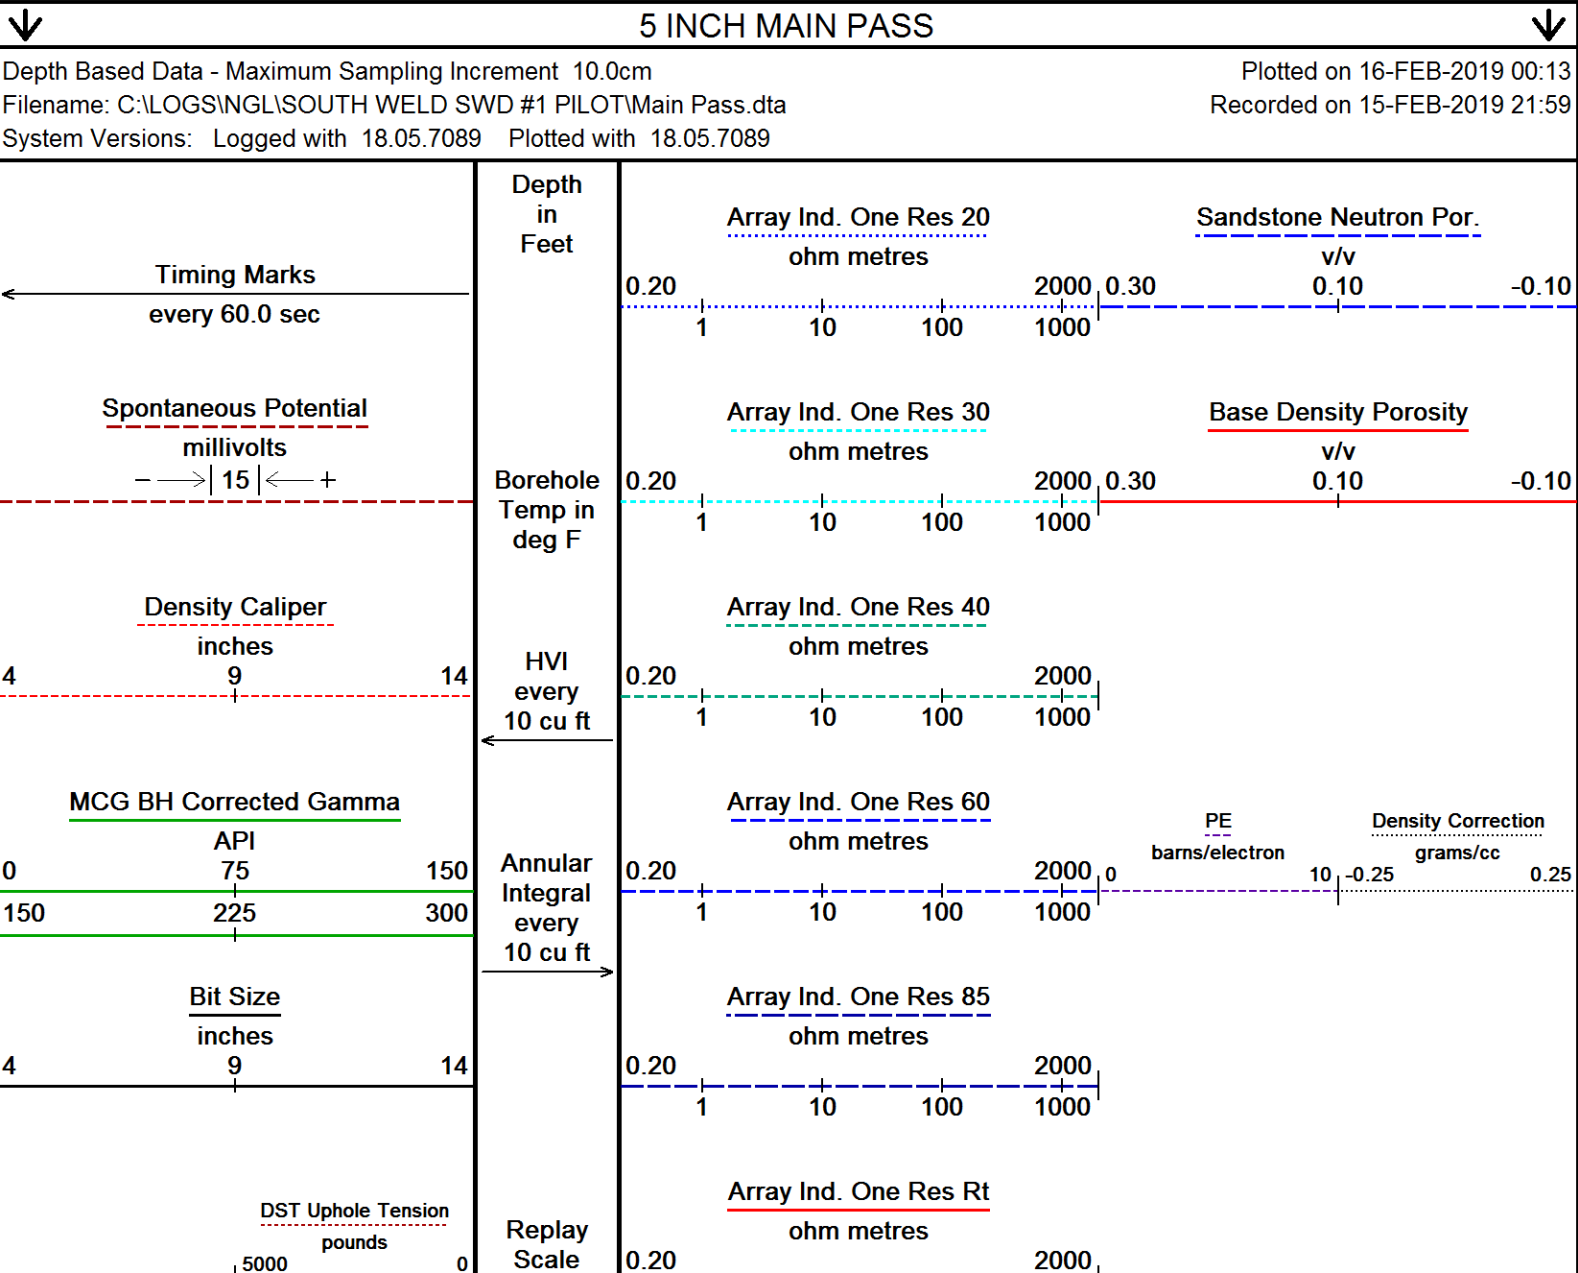 5 INCH MAIN PASS
Depth Based Data - Maximum Sampling Increment 10.0cm
Plotted on 16-FEB-2019 00:13
Filename: C:\LOGS\NGL\SOUTH WELD SWD #1 PILOT\Main Pass.dta
Recorded on 15-FEB-2019 21:59
System Versions: Logged with 18.05.7089 Plotted with 18.05.7089
Timing Marks
every 60.0 sec
Spontaneous Potential
millivolts
− 15 +
Density Caliper
inches
4 9 14
MCG BH Corrected Gamma
API
0 75 150
150 225 300
Bit Size
inches
4 9 14
DST Uphole Tension
pounds
5000 0
Depth
in
Feet
Borehole
Temp in
deg F
HVI
every
10 cu ft
Annular
Integral
every
10 cu ft
Replay
Scale
Array Ind. One Res 20
ohm metres
0.20 2000
1 10 100 1000
Array Ind. One Res 30
ohm metres
0.20 2000
1 10 100 1000
Array Ind. One Res 40
ohm metres
0.20 2000
1 10 100 1000
Array Ind. One Res 60
ohm metres
0.20 2000
1 10 100 1000
Array Ind. One Res 85
ohm metres
0.20 2000
1 10 100 1000
Array Ind. One Res Rt
ohm metres
0.20 2000
Sandstone Neutron Por.
v/v
0.30 0.10 -0.10
Base Density Porosity
v/v
0.30 0.10 -0.10
PE
barns/electron
0 10
Density Correction
grams/cc
-0.25 0.25